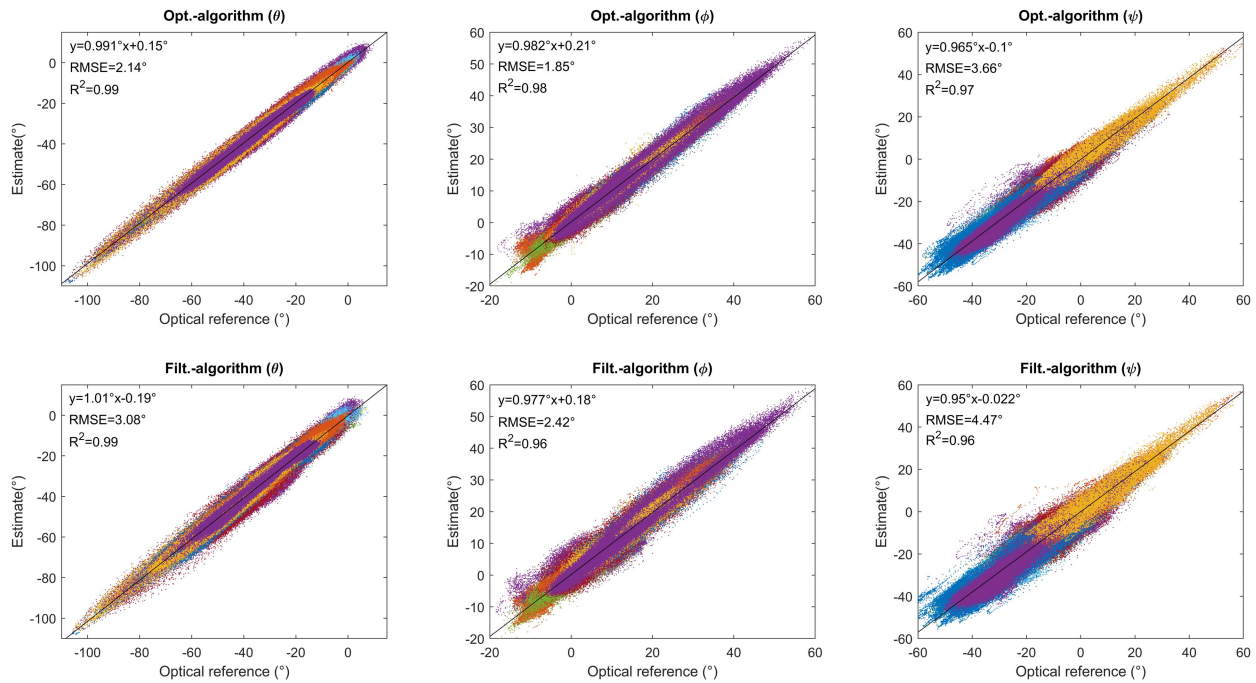 Opt.-algorithm (θ)
y=0.991°x+0.15°
RMSE=2.14°
R²=0.99
Estimate(°)
0
-20
-40
-60
-80
-100
-100 -80 -60 -40 -20 0
Optical reference (°)
Opt.-algorithm (ϕ)
y=0.982°x+0.21°
RMSE=1.85°
R²=0.98
Estimate(°)
60
50
40
30
20
10
0
-10
-20
-20 0 20 40 60
Optical reference (°)
Opt.-algorithm (ψ)
y=0.965°x-0.1°
RMSE=3.66°
R²=0.97
Estimate(°)
60
40
20
0
-20
-40
-60
-60 -40 -20 0 20 40 60
Optical reference (°)
Filt.-algorithm (θ)
y=1.01°x-0.19°
RMSE=3.08°
R²=0.99
Estimate(°)
0
-20
-40
-60
-80
-100
-100 -80 -60 -40 -20 0
Optical reference (°)
Filt.-algorithm (ϕ)
y=0.977°x+0.18°
RMSE=2.42°
R²=0.96
Estimate(°)
60
50
40
30
20
10
0
-10
-20
-20 0 20 40 60
Optical reference (°)
Filt.-algorithm (ψ)
y=0.95°x-0.022°
RMSE=4.47°
R²=0.96
Estimate(°)
60
40
20
0
-20
-40
-60
-60 -40 -20 0 20 40 60
Optical reference (°)